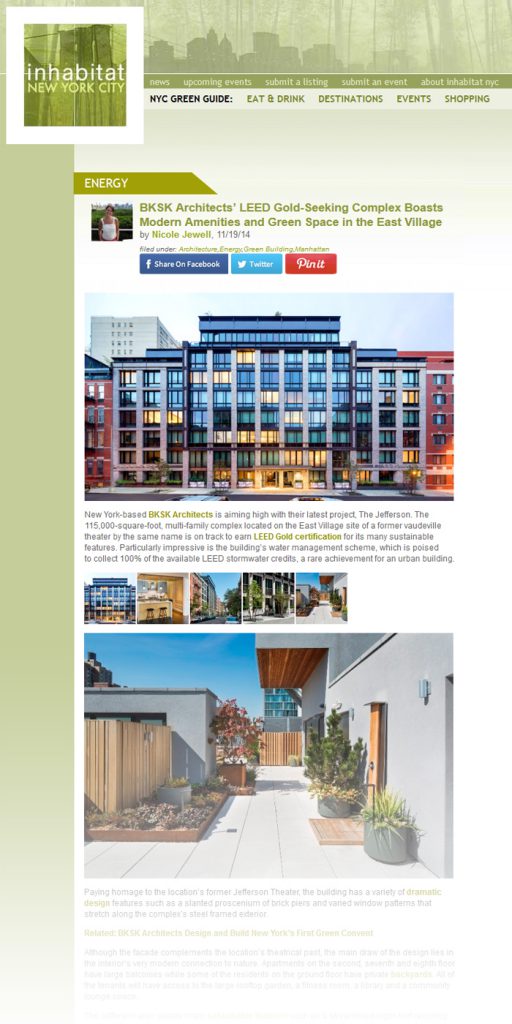 inhabitat
NEW YORK CITY
news upcoming events submit a listing submit an event about inhabitat nyc
NYC GREEN GUIDE: EAT & DRINK DESTINATIONS EVENTS SHOPPING
ENERGY
BKSK Architects' LEED Gold-Seeking Complex Boasts
Modern Amenities and Green Space in the East Village
by Nicole Jewell, 11/19/14
filed under: Architecture,Energy,Green Building,Manhattan
Share On Facebook Twitter Pin it
New York-based BKSK Architects is aiming high with their latest project, The Jefferson. The
115,000-square-foot, multi-family complex located on the East Village site of a former vaudeville
theater by the same name is on track to earn LEED Gold certification for its many sustainable
features. Particularly impressive is the building's water management scheme, which is poised
to collect 100% of the available LEED stormwater credits, a rare achievement for an urban building.
Paying homage to the location's former Jefferson Theater, the building has a variety of dramatic
design features such as a slanted proscenium of brick piers and varied window patterns that
stretch along the complex's steel framed exterior.
Related: BKSK Architects Design and Build New York's First Green Convent
Although the facade complements the location's theatrical past, the main draw of the design lies in
the interior's very modern connection to nature. Apartments on the second, seventh and eighth floor
have large balconies while some of the residents on the ground floor have private backyards. All of
the tenants will have access to the large rooftop garden, a fitness room, a library and a community
lounge space.